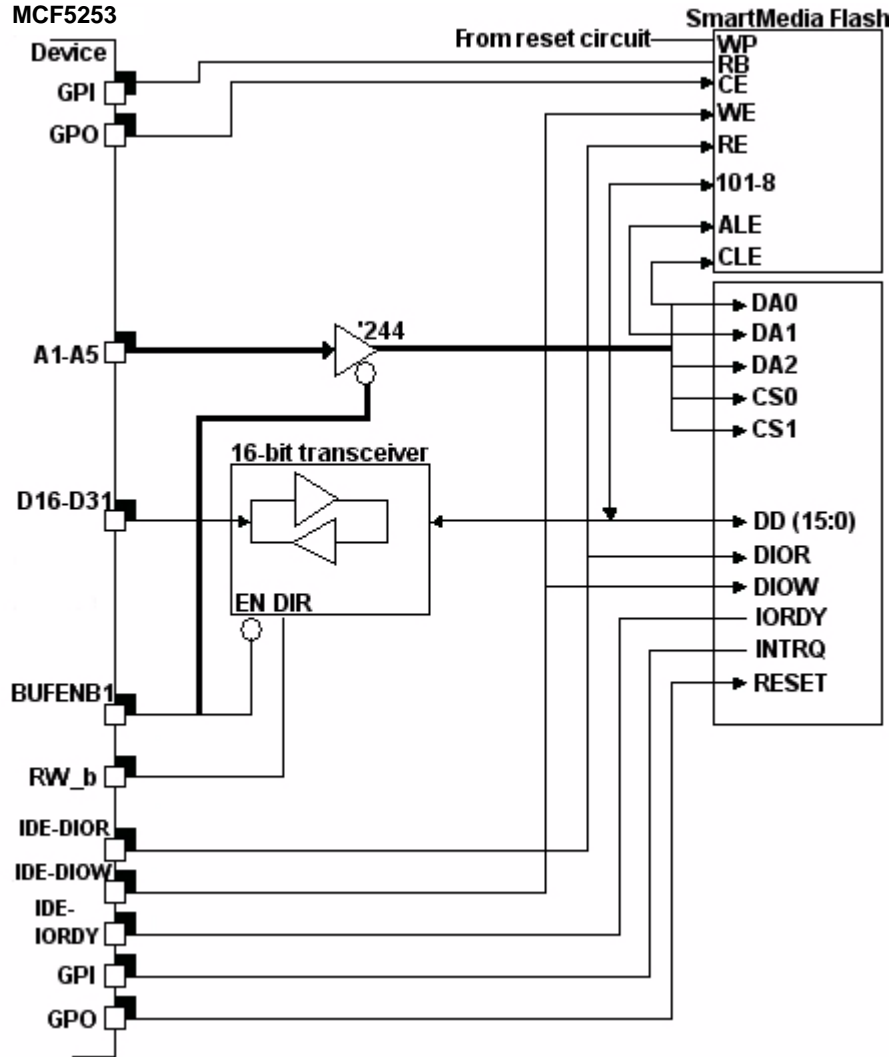 MCF5253
SmartMedia Flash
Device
From reset circuit
WP
RB
GPI
CE
GPO
WE
RE
101-8
ALE
CLE
'244
A1-A5
DA0
DA1
DA2
CS0
CS1
16-bit transceiver
D16-D31
DD (15:0)
DIOR
DIOW
EN DIR
IORDY
INTRQ
BUFENB1
RESET
RW_b
IDE-DIOR
IDE-DIOW
IDE-
IORDY
GPI
GPO